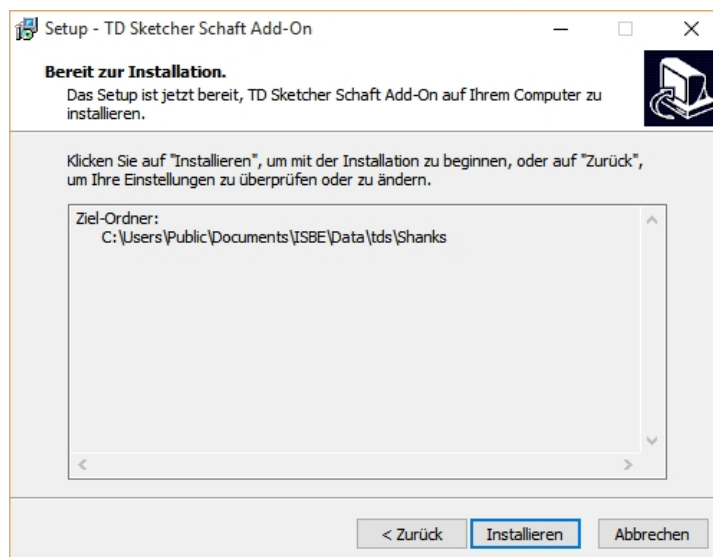 Setup - TD Sketcher Schaft Add-On
Bereit zur Installation.
Das Setup ist jetzt bereit, TD Sketcher Schaft Add-On auf Ihrem Computer zu
installieren.
Klicken Sie auf "Installieren", um mit der Installation zu beginnen, oder auf "Zurück",
um Ihre Einstellungen zu überprüfen oder zu ändern.
Ziel-Ordner:
C:\Users\Public\Documents\ISBE\Data\tds\Shanks
< Zurück
Installieren
Abbrechen